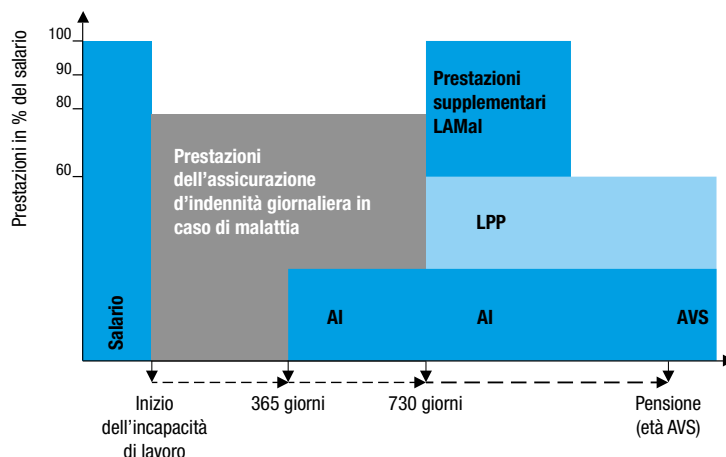 Prestazioni in % del salario
100
90
80
60
Salario
Prestazioni
dell'assicurazione
d'indennità giornaliera in
caso di malattia
Prestazioni
supplementari
LAMal
LPP
AI
AI
AVS
Inizio
dell'incapacità
di lavoro
365 giorni
730 giorni
Pensione
(età AVS)